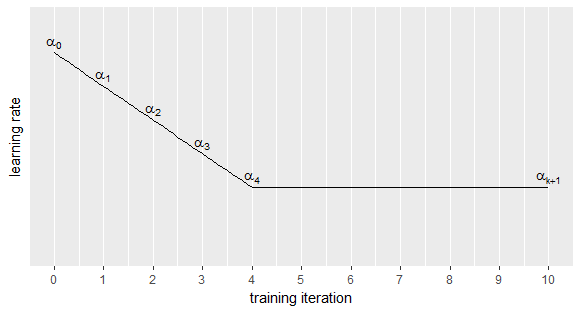 α₀
α₁
α₂
α₃
α₄
αₖ₊₁
learning rate
0 1 2 3 4 5 6 7 8 9 10
training iteration